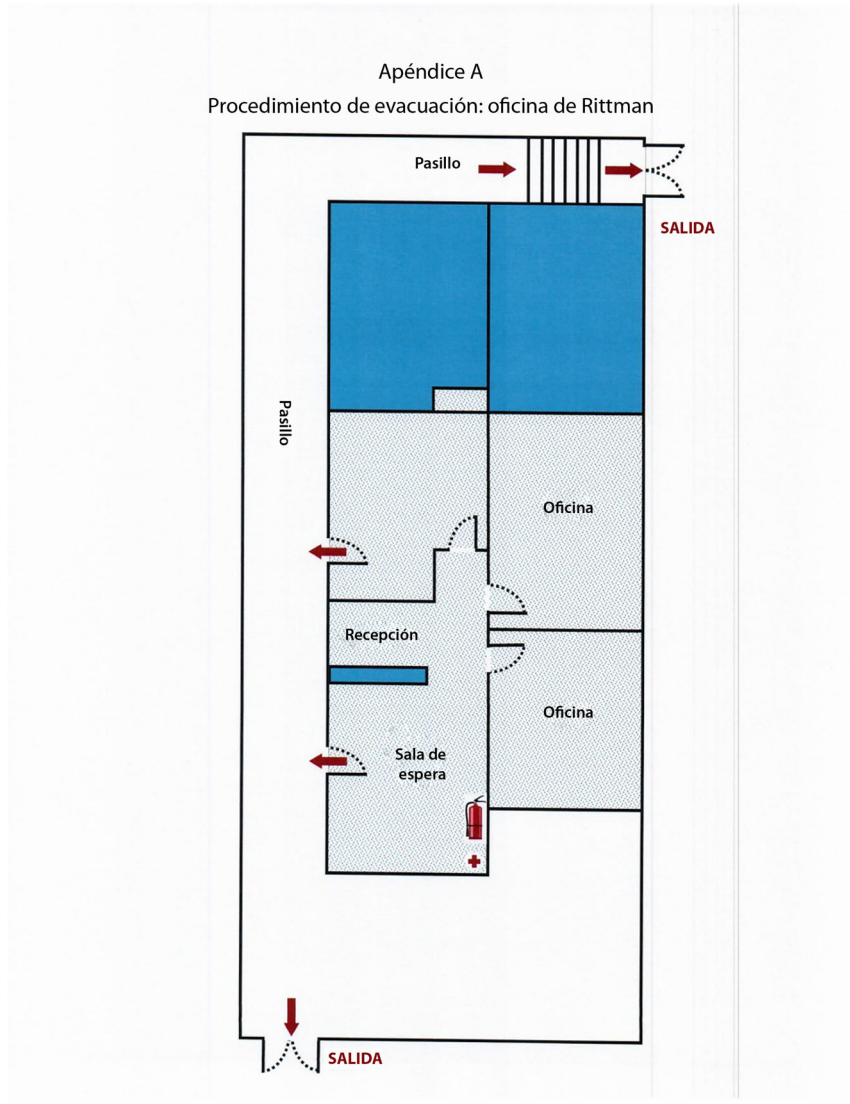 Apéndice A
Procedimiento de evacuación: oficina de Rittman
Pasillo
SALIDA
Pasillo
Oficina
Recepción
Oficina
Sala de
espera
SALIDA